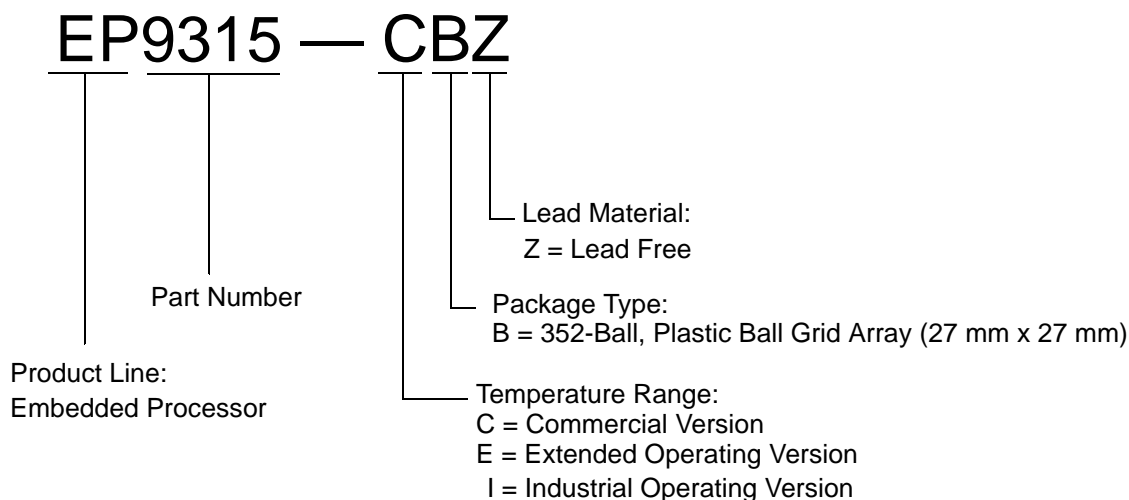 EP9315 — CBZ
Lead Material:
Z = Lead Free
Part Number
Package Type:
B = 352-Ball, Plastic Ball Grid Array (27 mm x 27 mm)
Product Line:
Embedded Processor
Temperature Range:
C = Commercial Version
E = Extended Operating Version
I = Industrial Operating Version